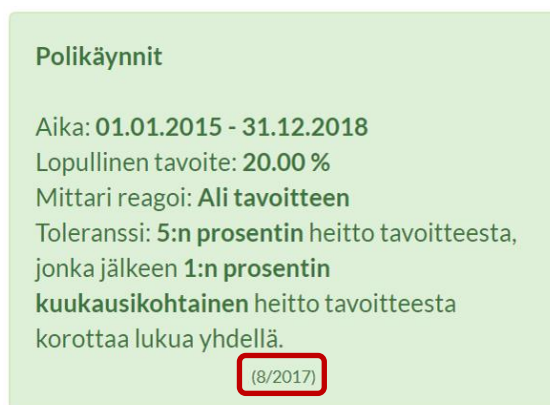 Polikäynnit
Aika: 01.01.2015 - 31.12.2018
Lopullinen tavoite: 20.00 %
Mittari reagoi: Ali tavoitteen
Toleranssi: 5:n prosentin heitto tavoitteesta,
jonka jälkeen 1:n prosentin
kuukausikohtainen heitto tavoitteesta
korottaa lukua yhdellä.
(8/2017)